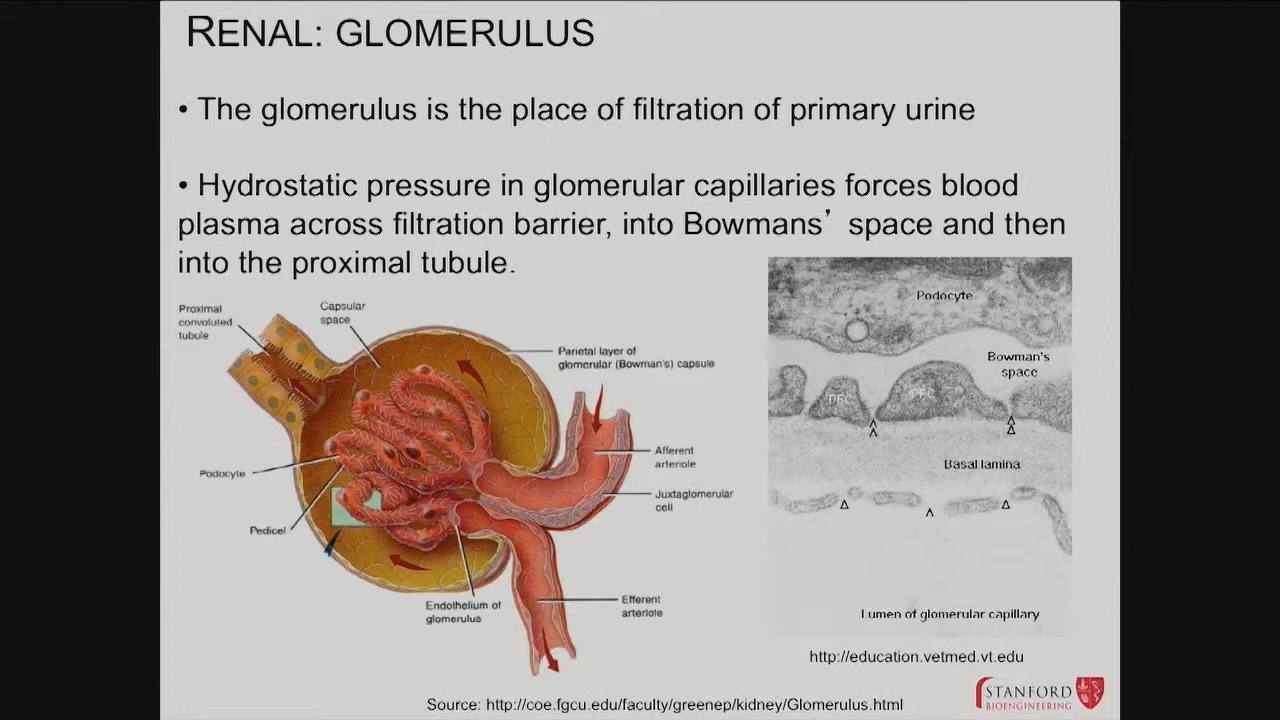 RENAL: GLOMERULUS
• The glomerulus is the place of filtration of primary urine
• Hydrostatic pressure in glomerular capillaries forces blood
plasma across filtration barrier, into Bowmans’ space and then
into the proximal tubule.
Proximal
convoluted
tubule
Capsular
space
Parietal layer of
glomerular (Bowman's) capsule
Afferent
arteriole
Juxtaglomerular
cell
Podocyte
Pedicel
Endothelium of
glomerulus
Efferent
arteriole
Podocyte
Bowman's
space
PFC PFC
Basal lamina
Lumen of glomerular capillary
http://education.vetmed.vt.edu
Source: http://coe.fgcu.edu/faculty/greenep/kidney/Glomerulus.html
STANFORD
BIOENGINEERING